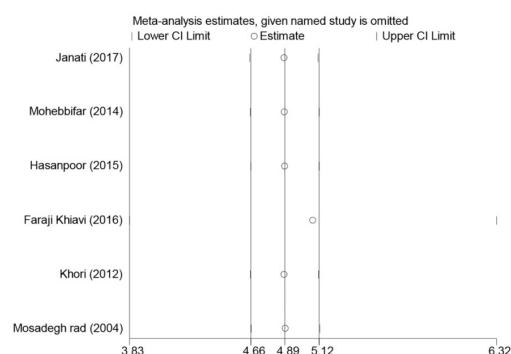 Meta-analysis estimates, given named study is omitted
| Lower CI Limit ○ Estimate | Upper CI Limit
Janati (2017)
Mohebbifar (2014)
Hasanpoor (2015)
Faraji Khiavi (2016)
Khori (2012)
Mosadegh rad (2004)
3.83 4.66 4.89 5.12 6.32